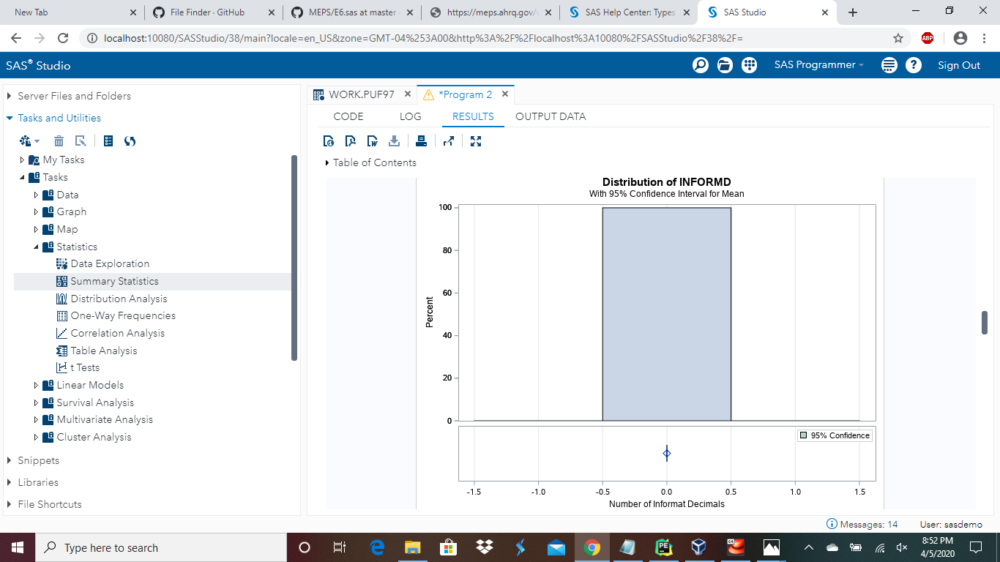 New Tab
File Finder · GitHub
MEPS/E6.sas at master
https://meps.ahrq.gov/
SAS Help Center: Types
SAS Studio
localhost:10080/SASStudio/38/main?locale=en_US&zone=GMT-04%253A00&http%3A%2F%2Flocalhost%3A10080%2FSASStudio%2F38%2F=
ABP
SAS® Studio
SAS Programmer
Sign Out
Server Files and Folders
Tasks and Utilities
My Tasks
Tasks
Data
Graph
Map
Statistics
Data Exploration
Summary Statistics
Distribution Analysis
One-Way Frequencies
Correlation Analysis
Table Analysis
t Tests
Linear Models
Survival Analysis
Multivariate Analysis
Cluster Analysis
Snippets
Libraries
File Shortcuts
WORK.PUF97
*Program 2
CODE LOG RESULTS OUTPUT DATA
Table of Contents
Distribution of INFORMD
With 95% Confidence Interval for Mean
100
80
60
40
20
0
Percent
95% Confidence
-1.5 -1.0 -0.5 0.0 0.5 1.0 1.5
Number of Informat Decimals
Messages: 14
User: sasdemo
Type here to search
8:52 PM
4/5/2020